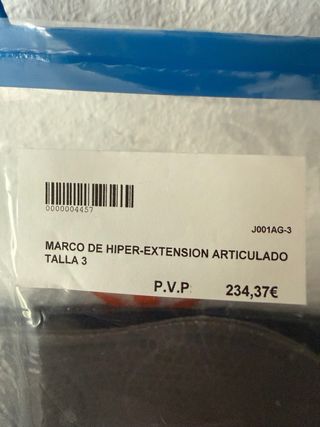 0000004457
J001AG-3
MARCO DE HIPER-EXTENSION ARTICULADO
TALLA 3
P.V.P 234,37€